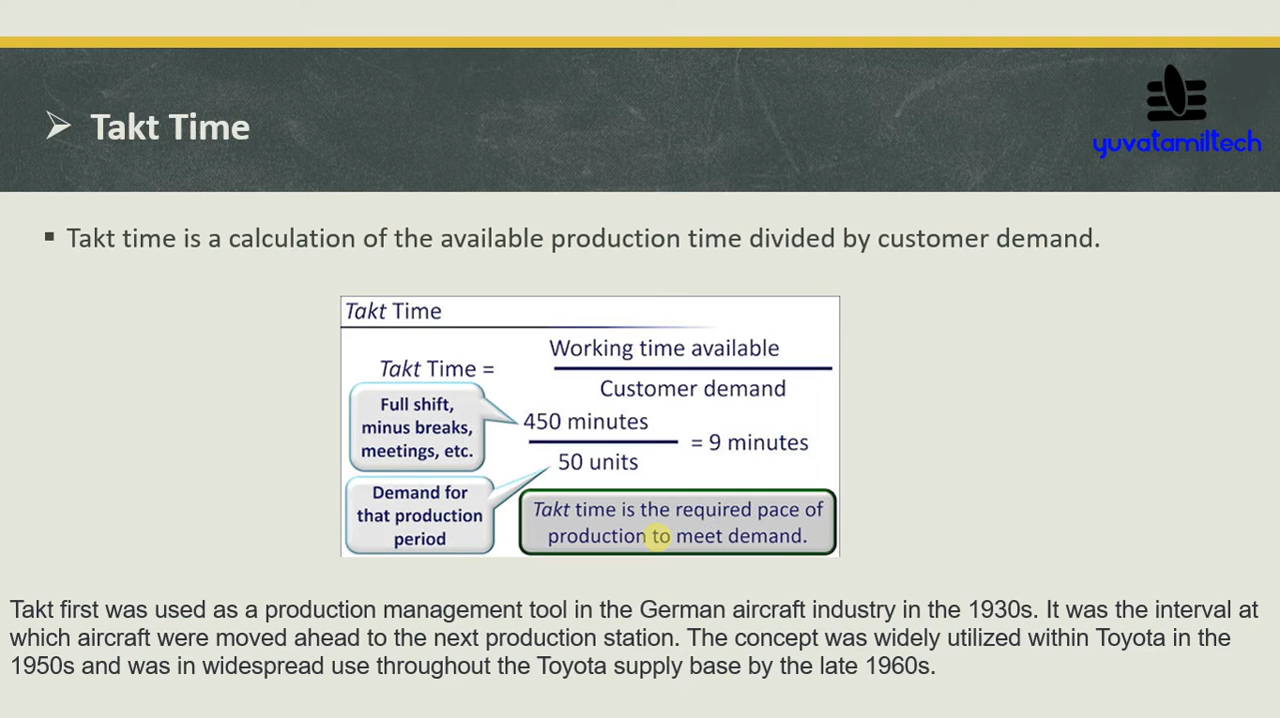 ➢ Takt Time
yuvatamiltech
▪ Takt time is a calculation of the available production time divided by customer demand.
Takt Time
Takt Time =
Working time available
Customer demand
Full shift,
minus breaks,
meetings, etc.
450 minutes
50 units
= 9 minutes
Demand for
that production
period
Takt time is the required pace of
production to meet demand.
Takt first was used as a production management tool in the German aircraft industry in the 1930s. It was the interval at
which aircraft were moved ahead to the next production station. The concept was widely utilized within Toyota in the
1950s and was in widespread use throughout the Toyota supply base by the late 1960s.